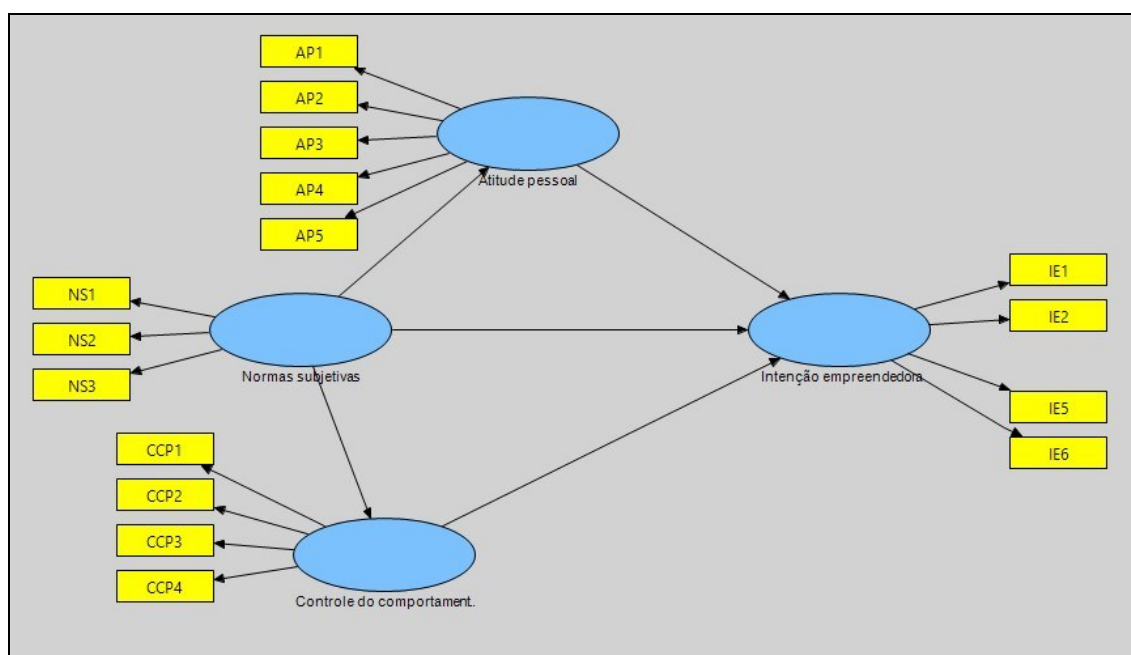 AP1
AP2
AP3
AP4
AP5
Atitude pessoal
NS1
NS2
NS3
Normas subjetivas
IE1
IE2
IE5
IE6
Intenção empreendedora
CCP1
CCP2
CCP3
CCP4
Controle do comportament.